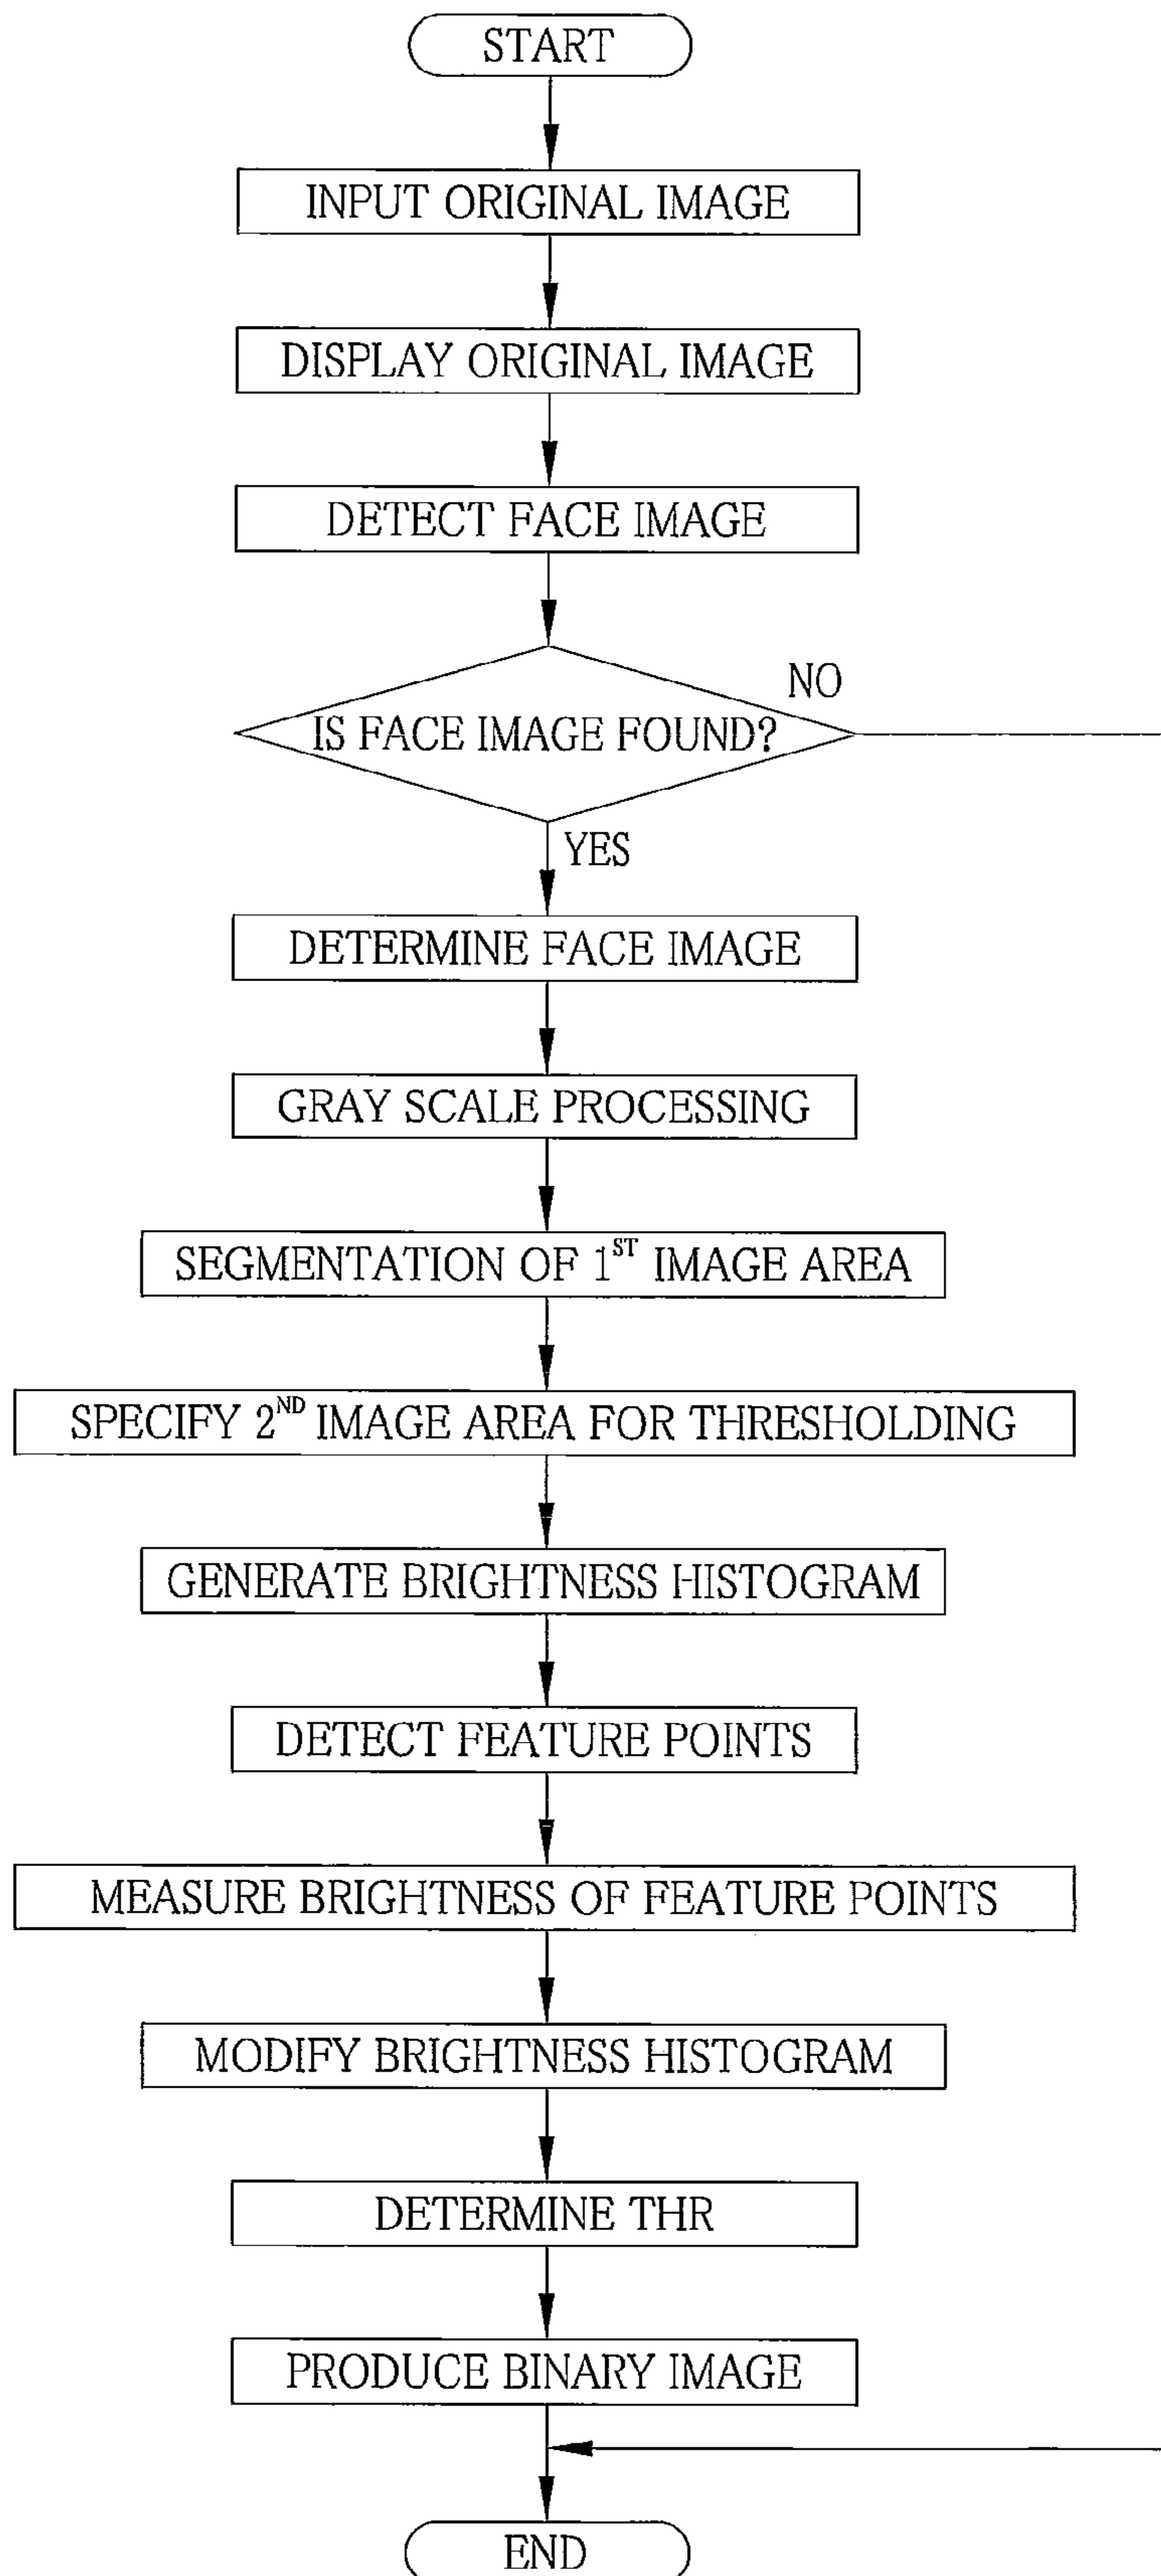 START
INPUT ORIGINAL IMAGE
DISPLAY ORIGINAL IMAGE
DETECT FACE IMAGE
NO
IS FACE IMAGE FOUND?
YES
DETERMINE FACE IMAGE
GRAY SCALE PROCESSING
SEGMENTATION OF 1ST IMAGE AREA
SPECIFY 2ND IMAGE AREA FOR THRESHOLDING
GENERATE BRIGHTNESS HISTOGRAM
DETECT FEATURE POINTS
MEASURE BRIGHTNESS OF FEATURE POINTS
MODIFY BRIGHTNESS HISTOGRAM
DETERMINE THR
PRODUCE BINARY IMAGE
END